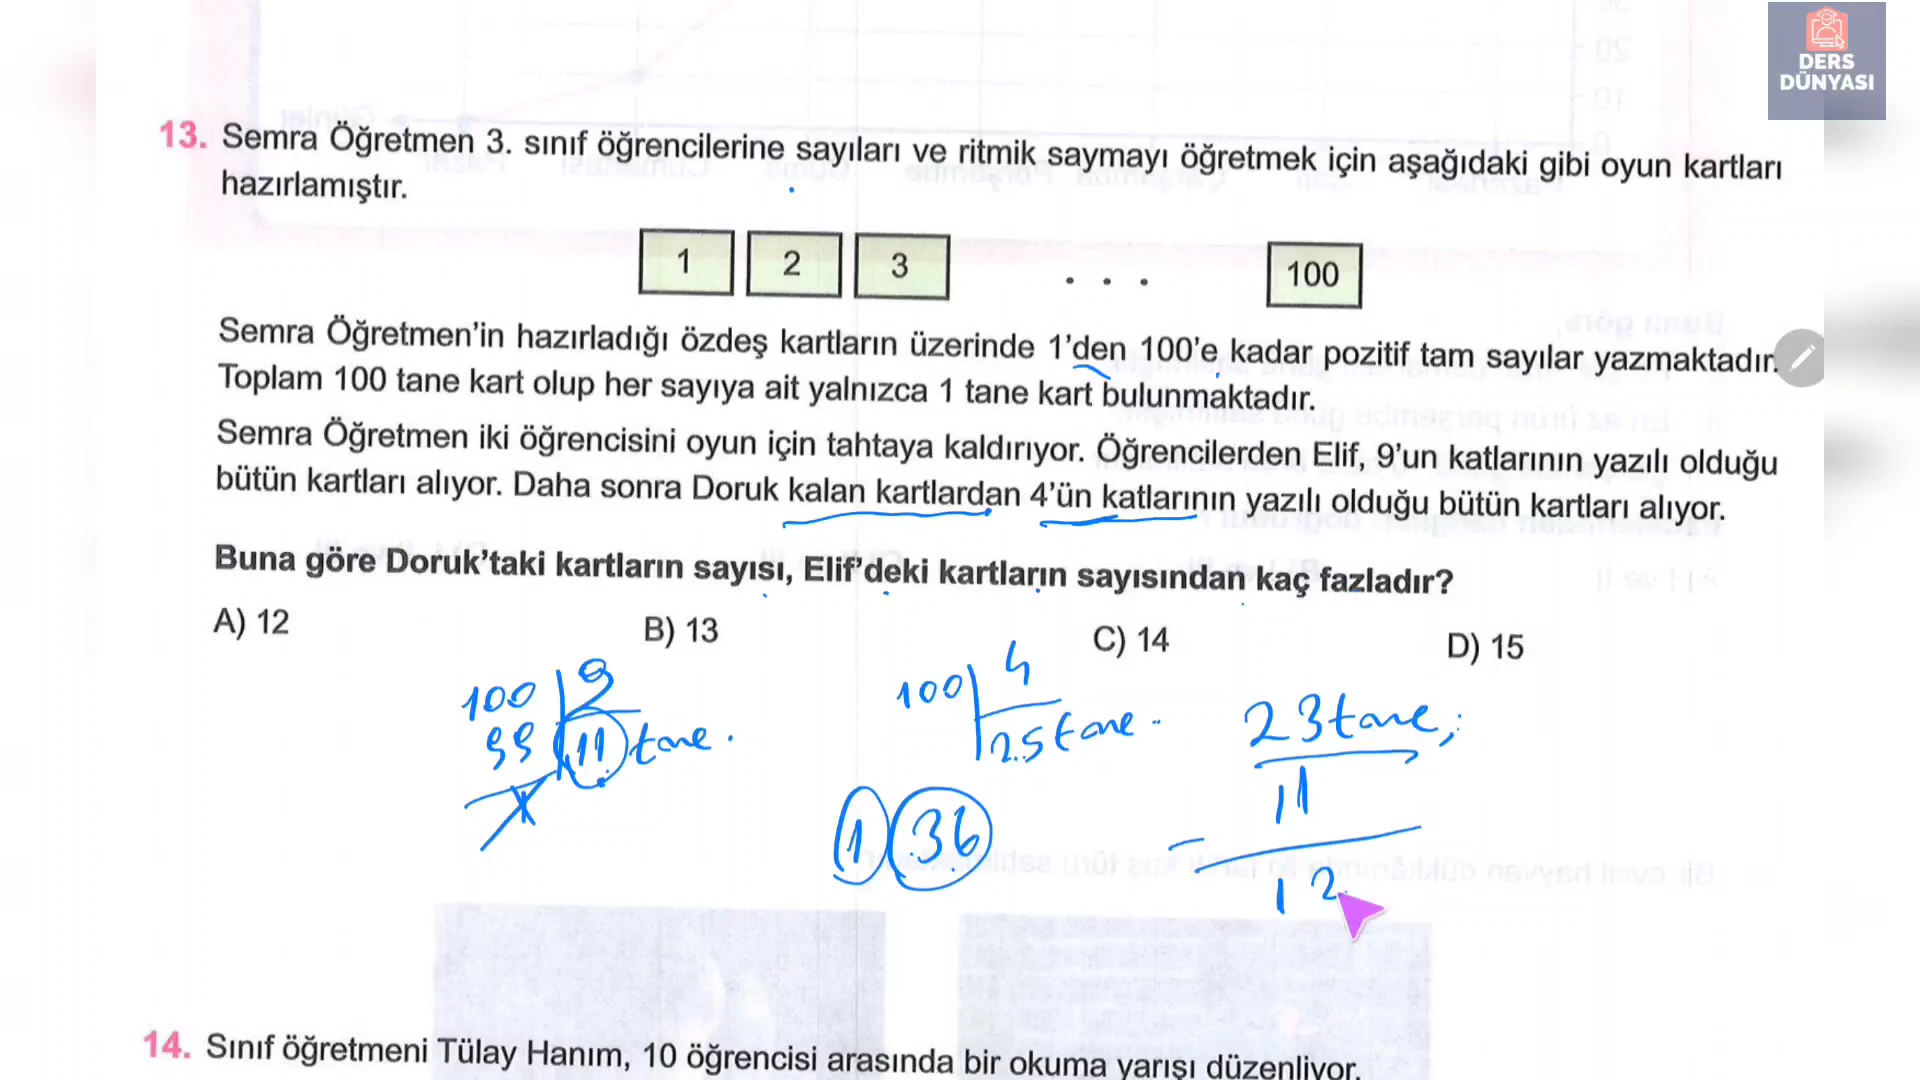 DERS
DÜNYASI
13. Semra Öğretmen 3. sınıf öğrencilerine sayıları ve ritmik saymayı öğretmek için aşağıdaki gibi oyun kartları
hazırlamıştır.
1 2 3 . . . 100
Semra Öğretmen'in hazırladığı özdeş kartların üzerinde 1'den 100'e kadar pozitif tam sayılar yazmaktadır.
Toplam 100 tane kart olup her sayıya ait yalnızca 1 tane kart bulunmaktadır.
Semra Öğretmen iki öğrencisini oyun için tahtaya kaldırıyor. Öğrencilerden Elif, 9'un katlarının yazılı olduğu
bütün kartları alıyor. Daha sonra Doruk kalan kartlardan 4'ün katlarının yazılı olduğu bütün kartları alıyor.
Buna göre Doruk'taki kartların sayısı, Elif'deki kartların sayısından kaç fazladır?
A) 12 B) 13 C) 14 D) 15
100 9
99 11 tane.
1
100 4
25 tane
1 36
23 tane
11
12
14. Sınıf öğretmeni Tülay Hanım, 10 öğrencisi arasında bir okuma yarışı düzenliyor.